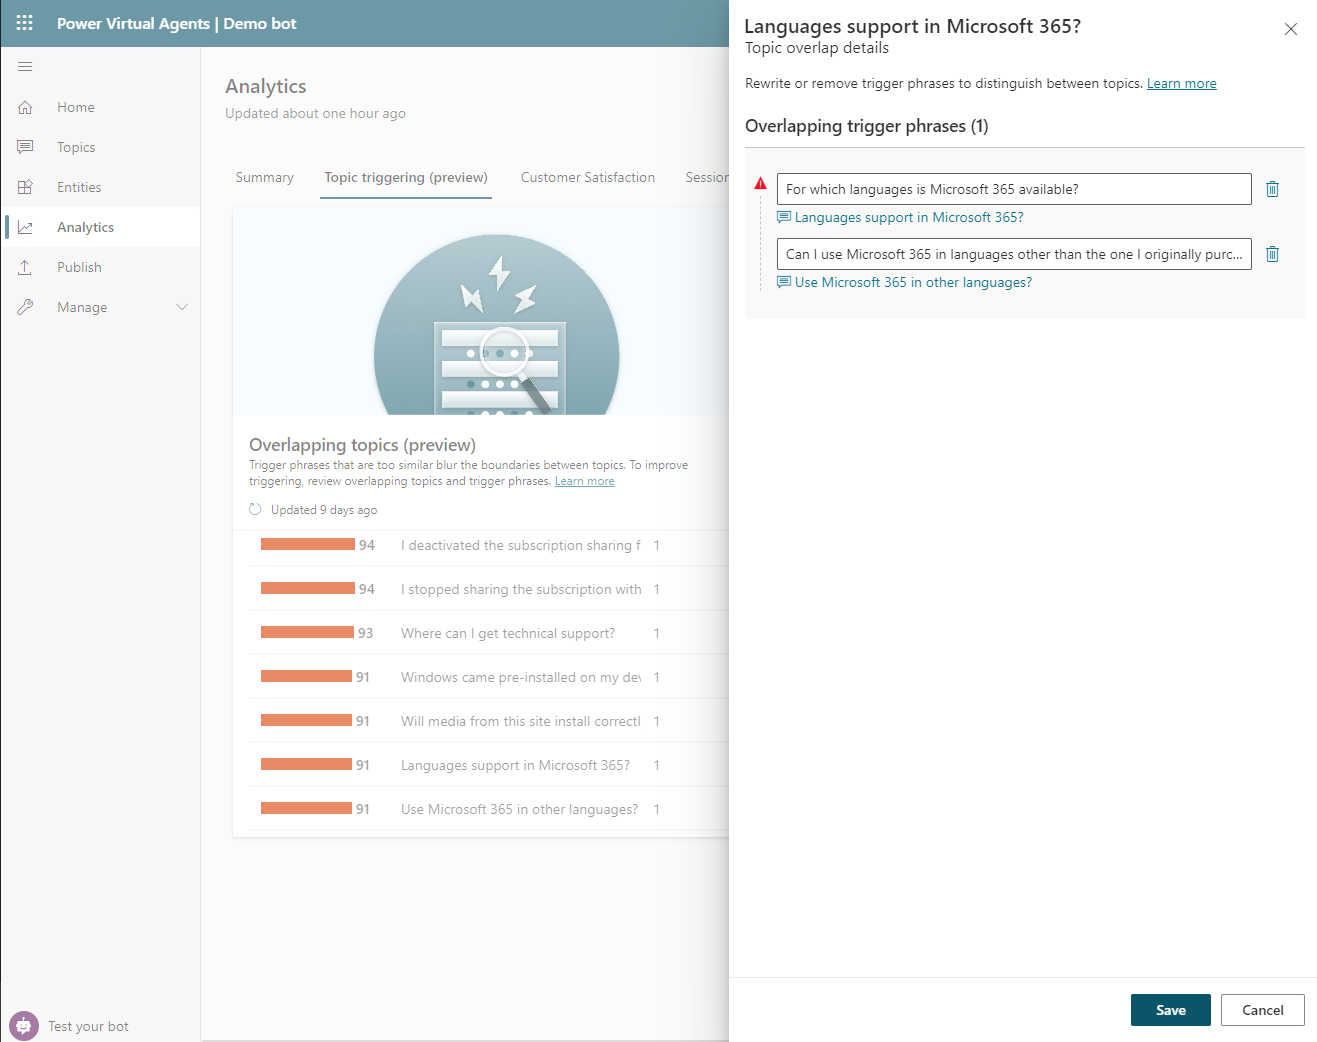 Power Virtual Agents | Demo bot
Home
Topics
Entities
Analytics
Publish
Manage
Test your bot
Analytics
Updated about one hour ago
Summary
Topic triggering (preview)
Customer Satisfaction
Session
Overlapping topics (preview)
Trigger phrases that are too similar blur the boundaries between topics. To improve
triggering, review overlapping topics and trigger phrases. Learn more
Updated 9 days ago
94 I deactivated the subscription sharing f 1
94 I stopped sharing the subscription with 1
93 Where can I get technical support? 1
91 Windows came pre-installed on my dev 1
91 Will media from this site install correctl 1
91 Languages support in Microsoft 365? 1
91 Use Microsoft 365 in other languages? 1
Languages support in Microsoft 365?
Topic overlap details
Rewrite or remove trigger phrases to distinguish between topics. Learn more
Overlapping trigger phrases (1)
For which languages is Microsoft 365 available?
Languages support in Microsoft 365?
Can I use Microsoft 365 in languages other than the one I originally purc...
Use Microsoft 365 in other languages?
Save
Cancel